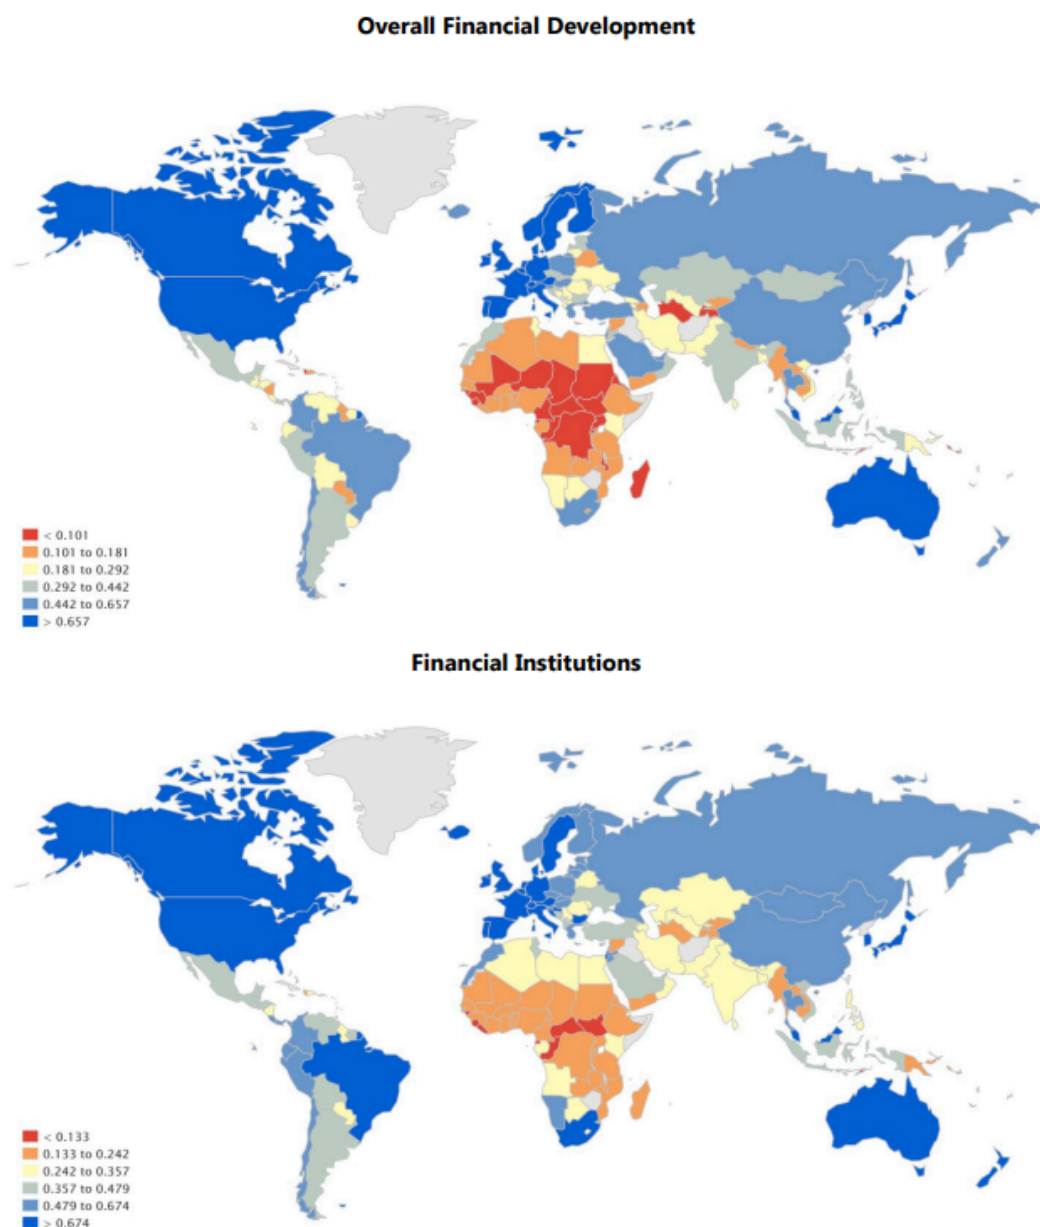 Overall Financial Development
< 0.101
0.101 to 0.181
0.181 to 0.292
0.292 to 0.442
0.442 to 0.657
> 0.657
Financial Institutions
< 0.133
0.133 to 0.242
0.242 to 0.357
0.357 to 0.479
0.479 to 0.674
> 0.674